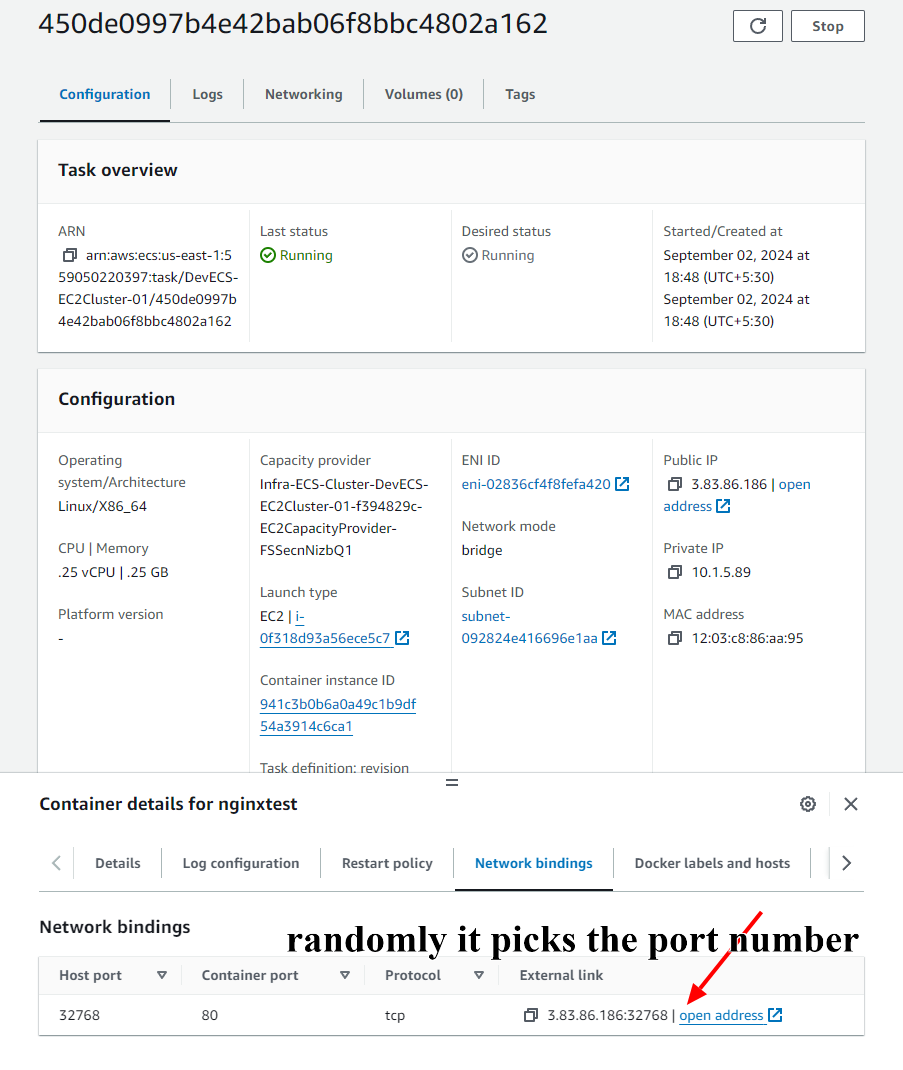 450de0997b4e42bab06f8bbc4802a162
Stop
Configuration
Logs
Networking
Volumes (0)
Tags
Task overview
ARN
arn:aws:ecs:us-east-1:5
59050220397:task/DevECS-
EC2Cluster-01/450de0997b
4e42bab06f8bbc4802a162
Last status
Running
Desired status
Running
Started/Created at
September 02, 2024 at
18:48 (UTC+5:30)
September 02, 2024 at
18:48 (UTC+5:30)
Configuration
Operating
system/Architecture
Linux/X86_64
CPU | Memory
.25 vCPU | .25 GB
Platform version
-
Capacity provider
Infra-ECS-Cluster-DevECS-
EC2Cluster-01-f394829c-
EC2CapacityProvider-
FSSecnNizbQ1
Launch type
EC2 | i-
0f318d93a56ece5c7
Container instance ID
941c3b0b6a0a49c1b9df
54a3914c6ca1
Task definition: revision
ENI ID
eni-02836cf4f8fefa420
Network mode
bridge
Subnet ID
subnet-
092824e416696e1aa
Public IP
3.83.86.186 | open
address
Private IP
10.1.5.89
MAC address
12:03:c8:86:aa:95
Container details for nginxtest
Details
Log configuration
Restart policy
Network bindings
Docker labels and hosts
Network bindings
randomly it picks the port number
Host port
Container port
Protocol
External link
32768
80
tcp
3.83.86.186:32768 | open address